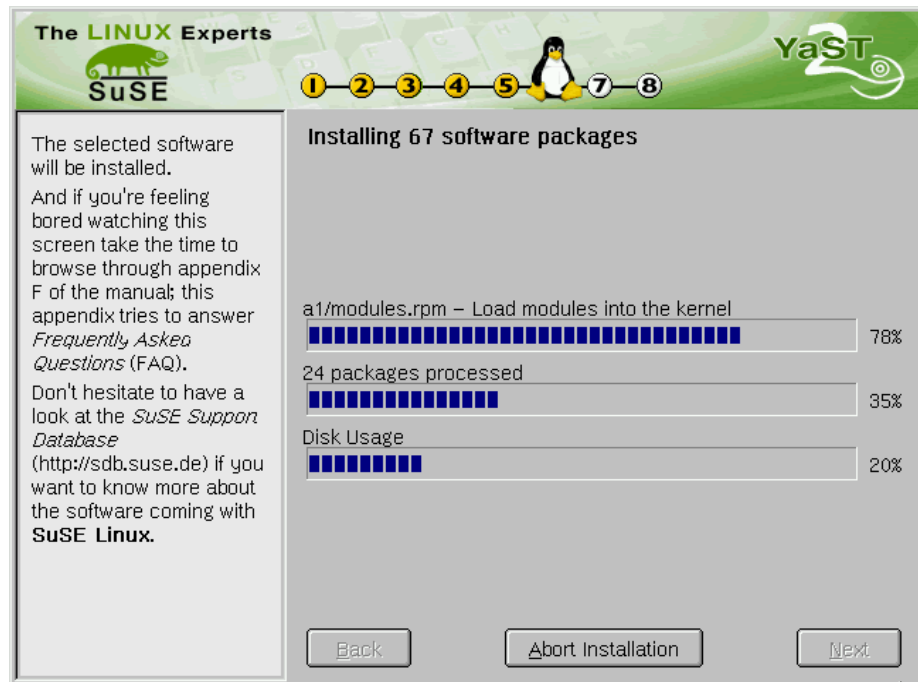 The LINUX Experts
SuSE
1 2 3 4 5 7 8
YaST 2
The selected software
will be installed.
And if you're feeling
bored watching this
screen take the time to
browse through appendix
F of the manual; this
appendix tries to answer
Frequently Asked
Questions (FAQ).
Don't hesitate to have a
look at the SuSE Support
Database
(http://sdb.suse.de) if you
want to know more about
the software coming with
SuSE Linux.
Installing 67 software packages
a1/modules.rpm – Load modules into the kernel
78%
24 packages processed
35%
Disk Usage
20%
Back
Abort Installation
Next